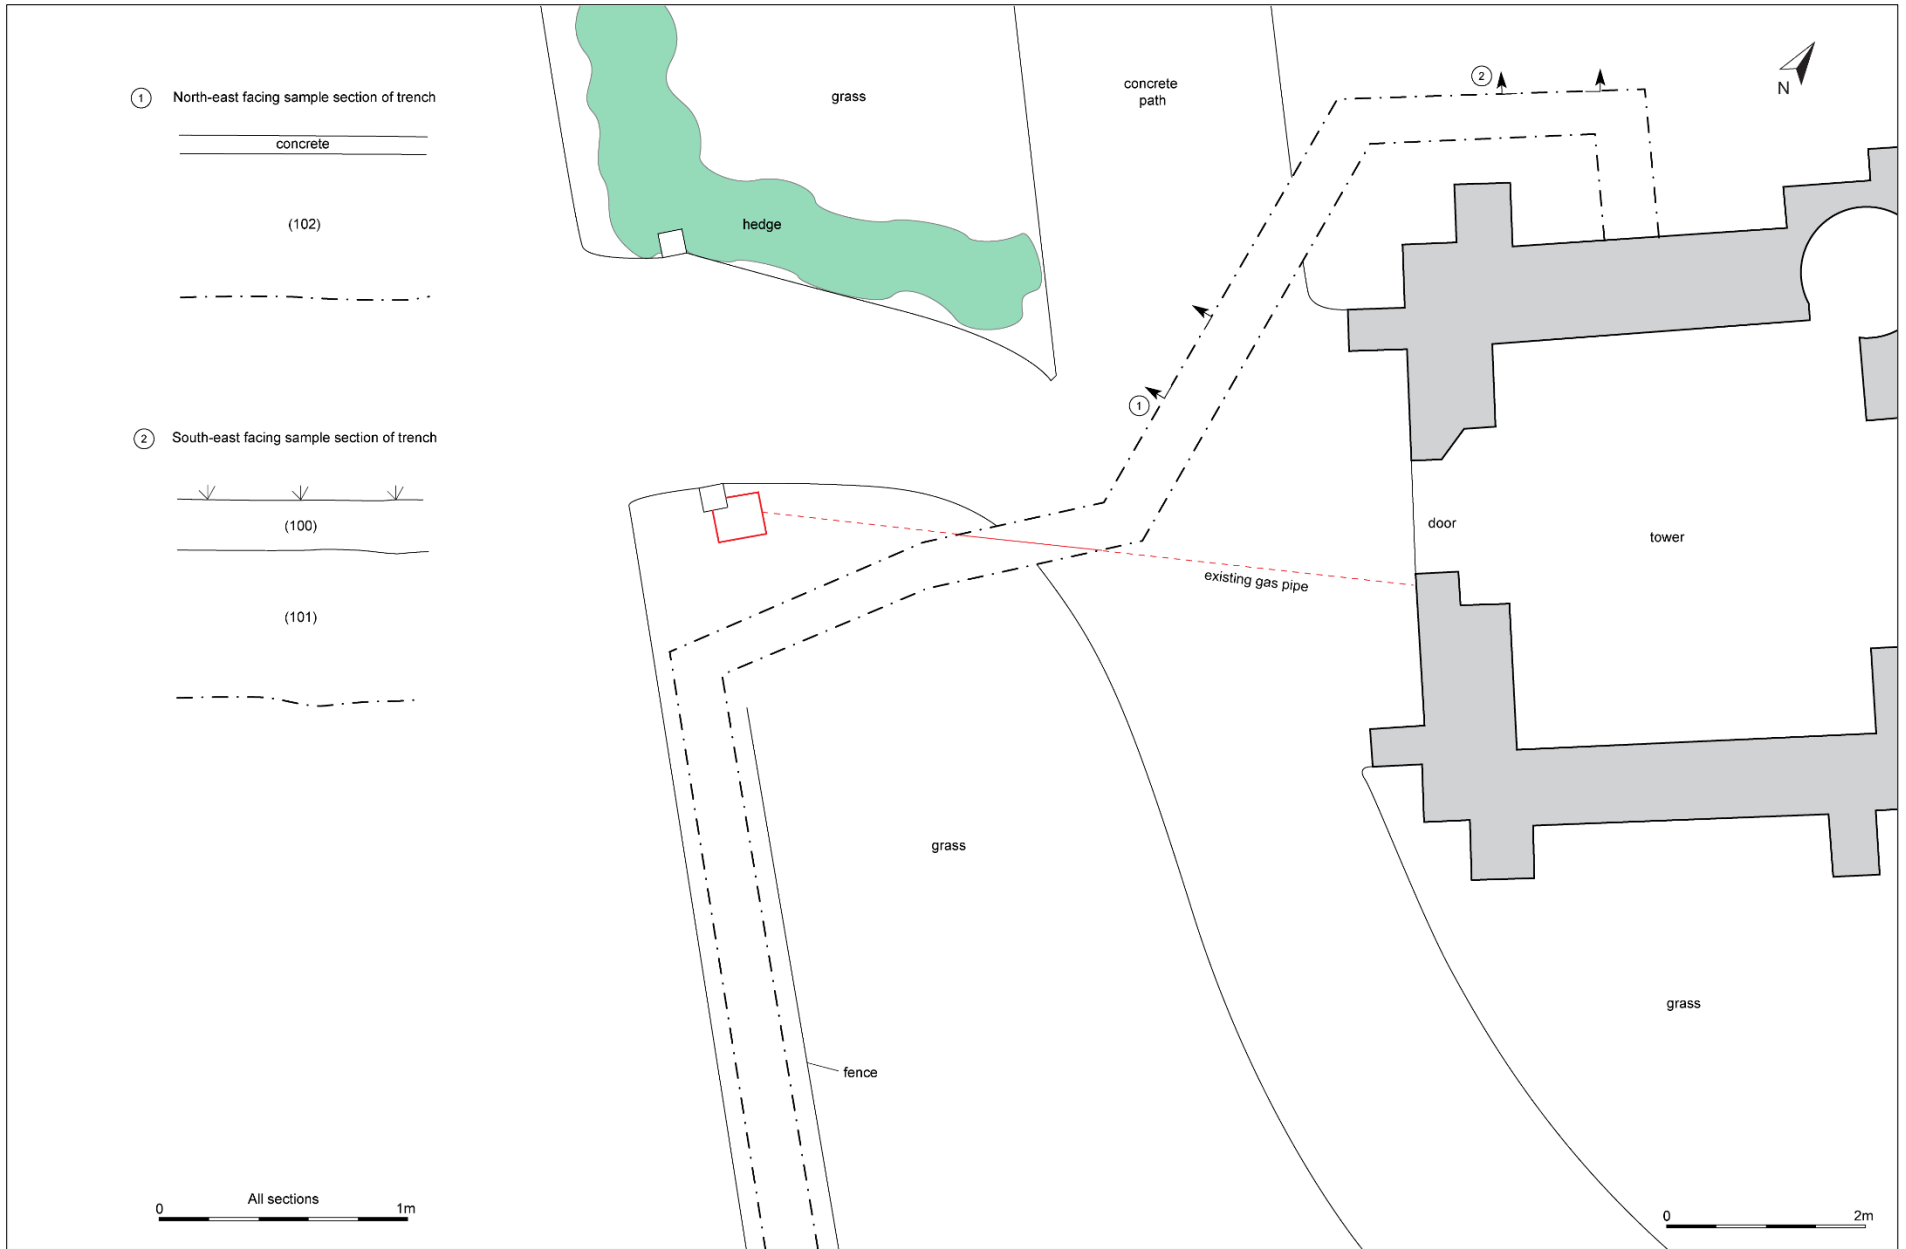 1 North-east facing sample section of trench
concrete
(102)
2 South-east facing sample section of trench
(100)
(101)
All sections
0 1m
grass
concrete
path
2
N
hedge
1
door
tower
existing gas pipe
grass
grass
fence
0 2m